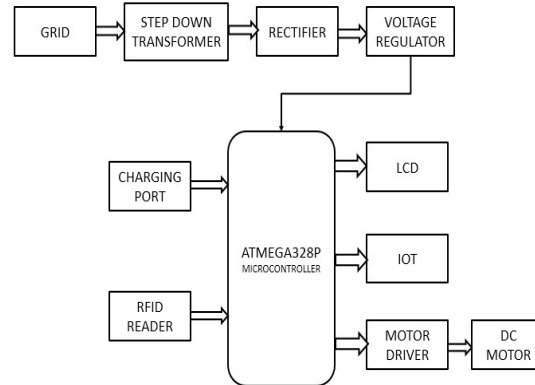 GRID
STEP DOWN
TRANSFORMER
RECTIFIER
VOLTAGE
REGULATOR
CHARGING
PORT
LCD
ATMEGA328P
MICROCONTROLLER
IOT
RFID
READER
MOTOR
DRIVER
DC
MOTOR